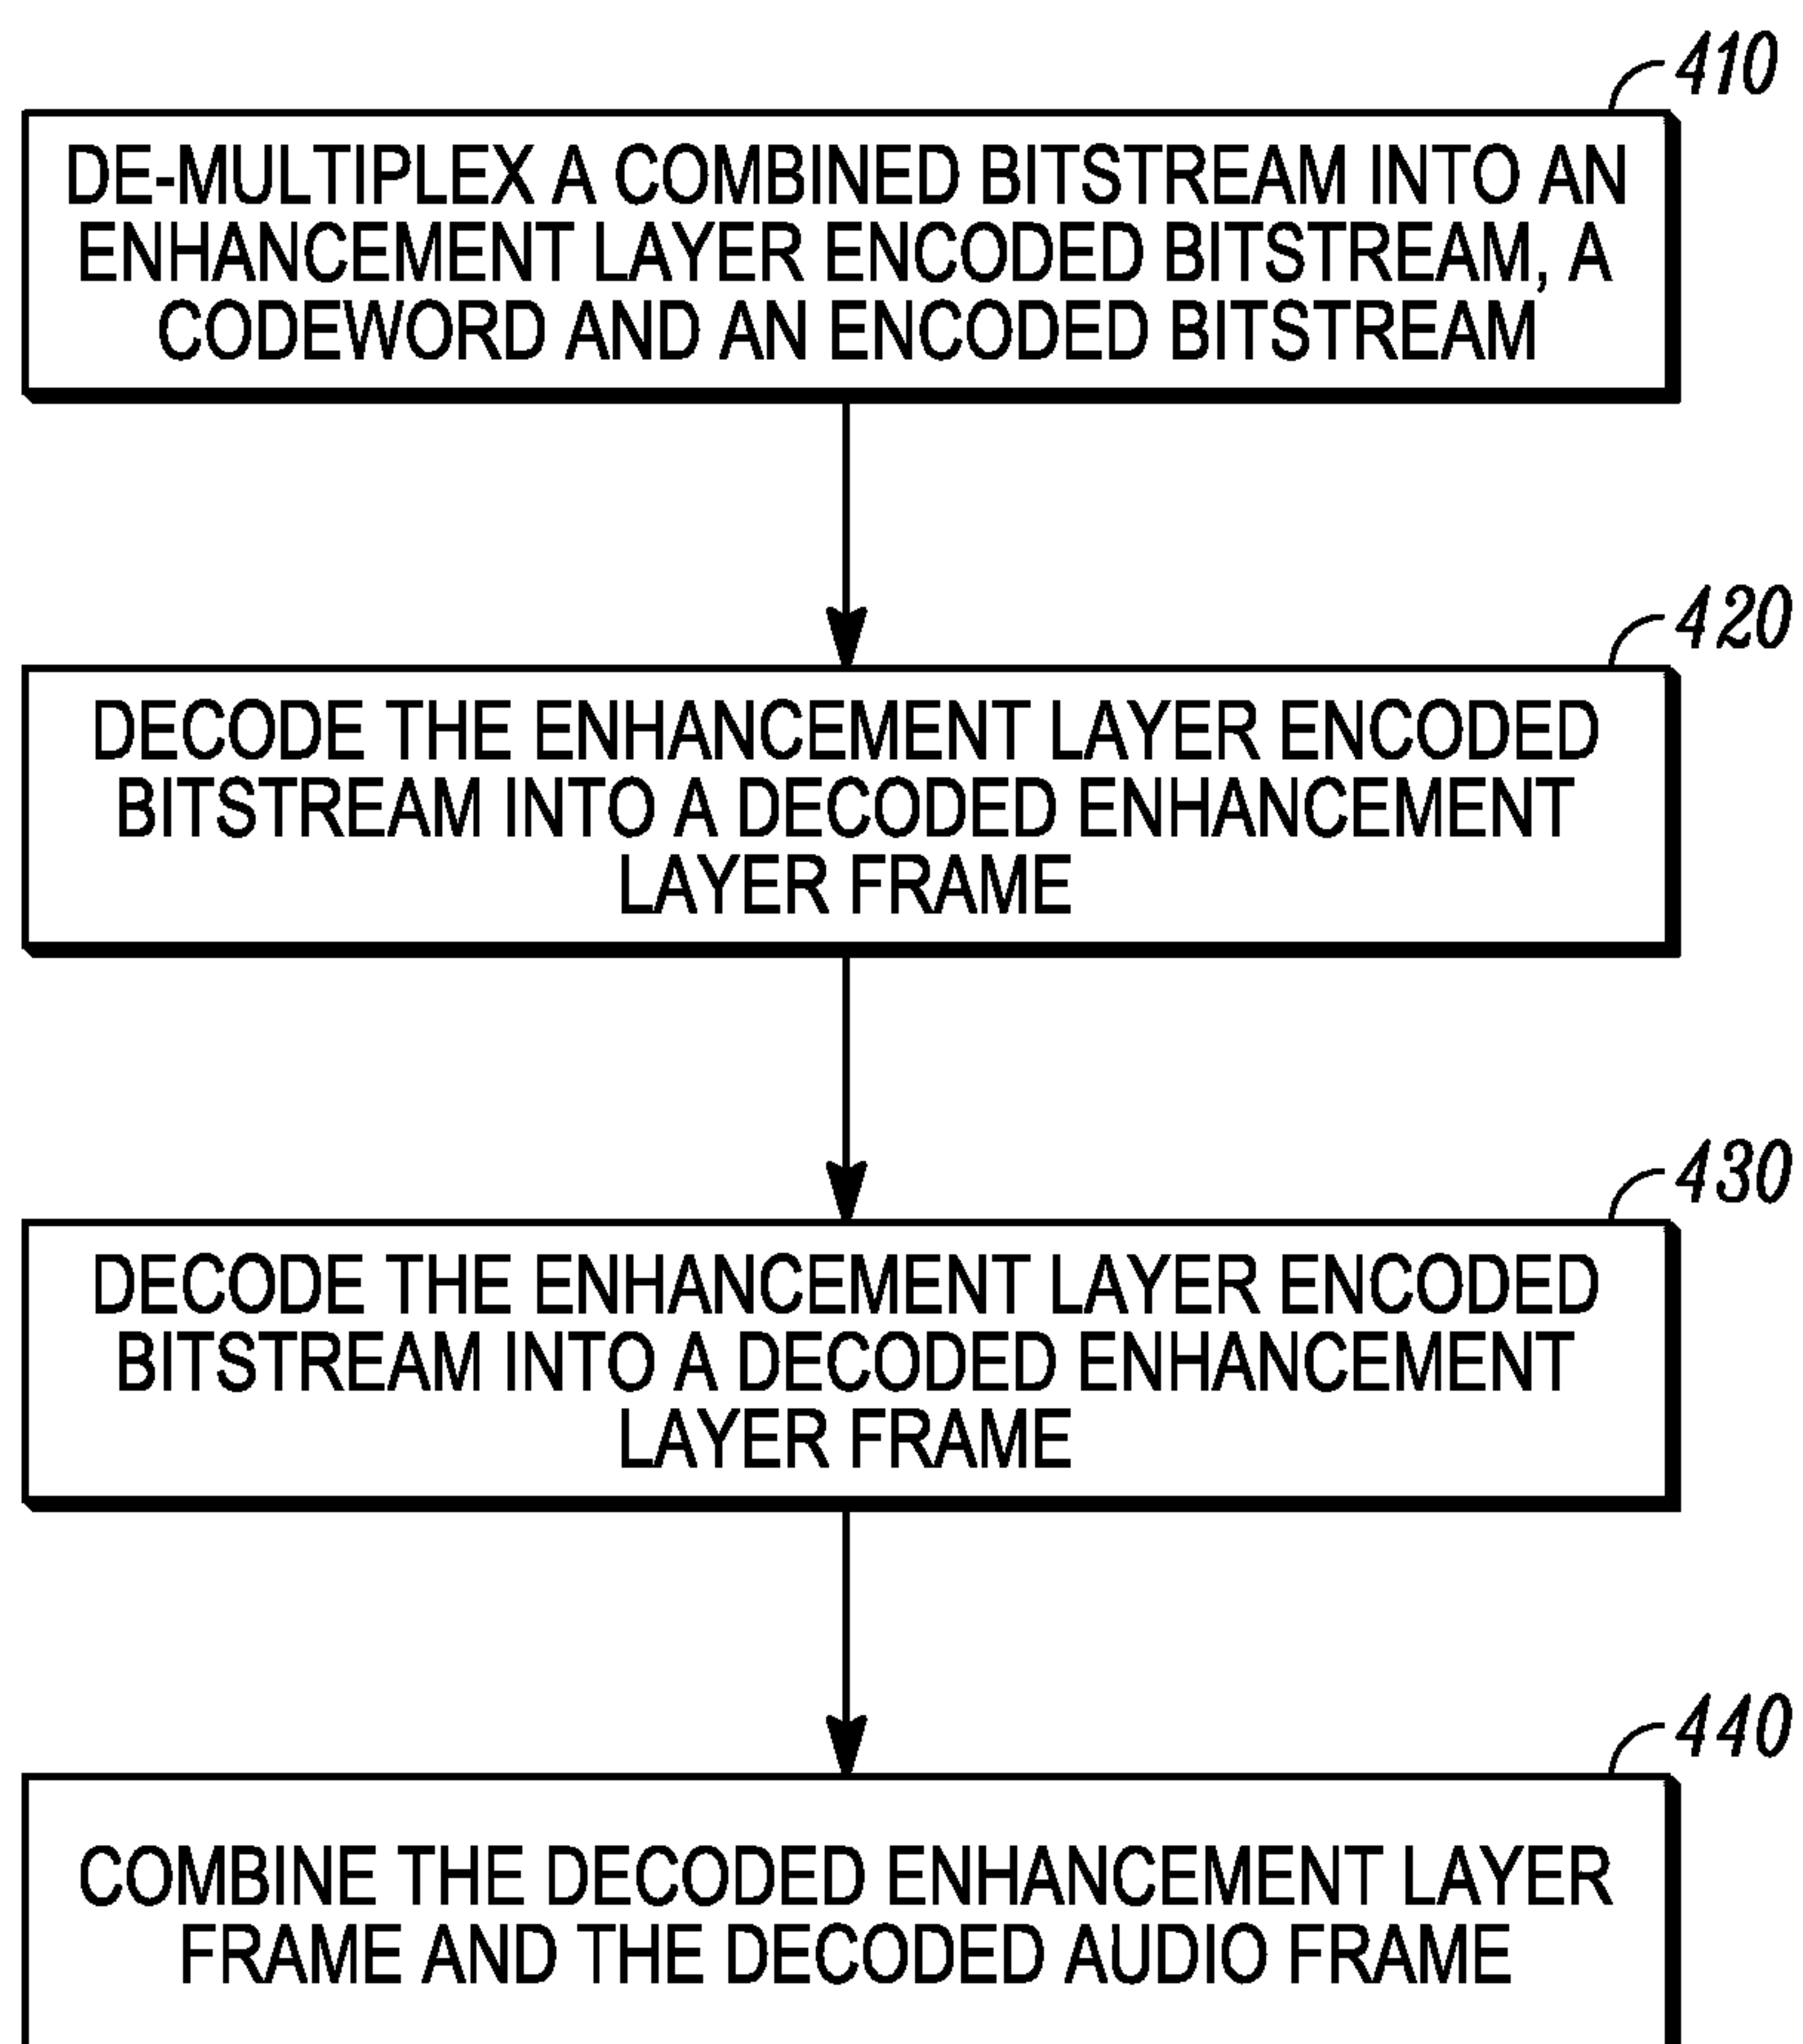 410
DE-MULTIPLEX A COMBINED BITSTREAM INTO AN
ENHANCEMENT LAYER ENCODED BITSTREAM, A
CODEWORD AND AN ENCODED BITSTREAM
420
DECODE THE ENHANCEMENT LAYER ENCODED
BITSTREAM INTO A DECODED ENHANCEMENT
LAYER FRAME
430
DECODE THE ENHANCEMENT LAYER ENCODED
BITSTREAM INTO A DECODED ENHANCEMENT
LAYER FRAME
440
COMBINE THE DECODED ENHANCEMENT LAYER
FRAME AND THE DECODED AUDIO FRAME